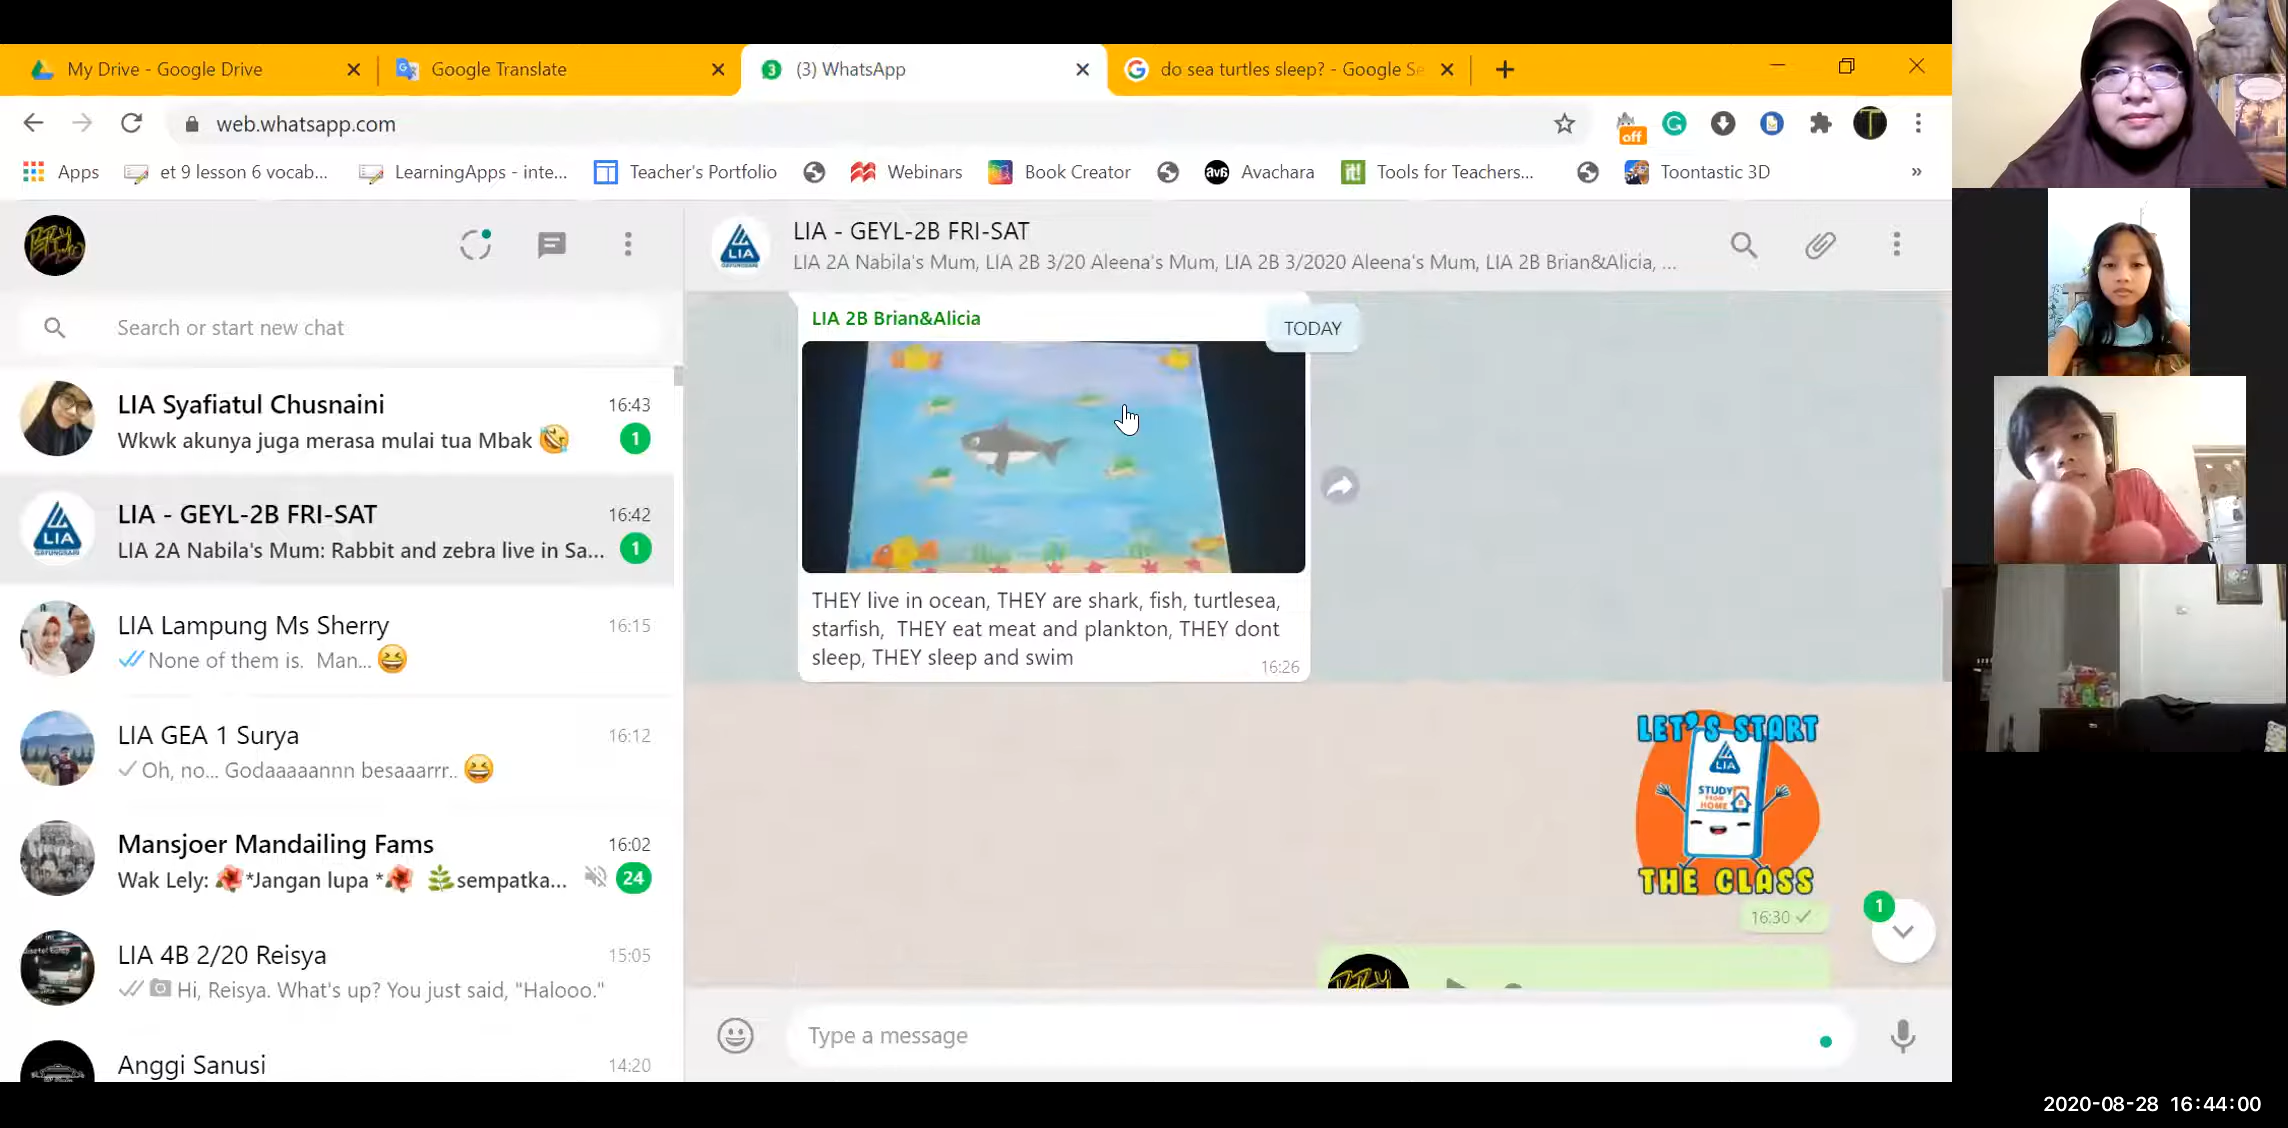 My Drive - Google Drive
Google Translate
(3) WhatsApp
do sea turtles sleep? - Google Se
web.whatsapp.com
off
Apps
et 9 lesson 6 vocab...
LearningApps - inte...
Teacher's Portfolio
Webinars
Book Creator
Avachara
Tools for Teachers...
Toontastic 3D
»
LIA - GEYL-2B FRI-SAT
LIA 2A Nabila's Mum, LIA 2B 3/20 Aleena's Mum, LIA 2B 3/2020 Aleena's Mum, LIA 2B Brian&Alicia, ...
Search or start new chat
LIA Syafiatul Chusnaini
16:43
Wkwk akunya juga merasa mulai tua Mbak 🤣
1
LIA - GEYL-2B FRI-SAT
16:42
LIA 2A Nabila's Mum: Rabbit and zebra live in Sa...
1
LIA Lampung Ms Sherry
16:15
None of them is. Man... 😆
LIA GEA 1 Surya
16:12
Oh, no... Godaaaaannn besaaarrr.. 😆
Mansjoer Mandailing Fams
16:02
Wak Lely: 🌺*Jangan lupa *🌺 🌿sempatka...
24
LIA 4B 2/20 Reisya
15:05
Hi, Reisya. What's up? You just said, "Halooo."
Anggi Sanusi
14:20
LIA 2B Brian&Alicia
TODAY
THEY live in ocean, THEY are shark, fish, turtlesea,
starfish, THEY eat meat and plankton, THEY dont
sleep, THEY sleep and swim
16:26
LET'S START
LIA
STUDY
FROM
HOME
THE CLASS
16:30
1
Type a message
2020-08-28 16:44:00